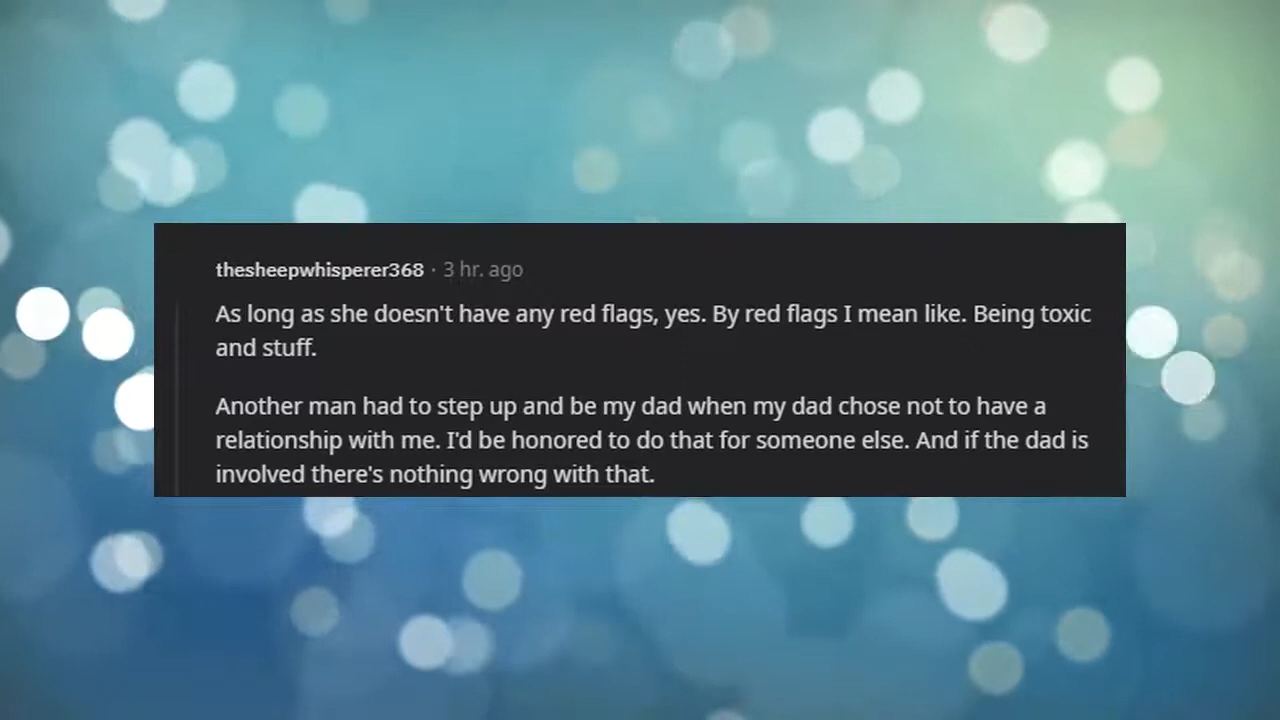 thesheepwhisperer368 · 3 hr. ago
As long as she doesn't have any red flags, yes. By red flags I mean like. Being toxic
and stuff.
Another man had to step up and be my dad when my dad chose not to have a
relationship with me. I'd be honored to do that for someone else. And if the dad is
involved there's nothing wrong with that.